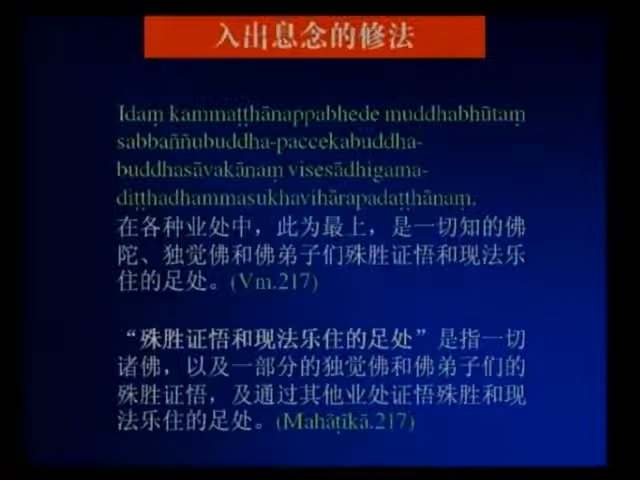 入出息念的修法
Idaṃ kammaṭṭhānappabhede muddhabhūtaṃ
sabbaññubuddha-paccekabuddha-
buddhasāvakānaṃ visesādhigama-
diṭṭhadhammasukhavihārapadaṭṭhānaṃ.
在各种业处中，此为最上，是一切知的佛
陀、独觉佛和佛弟子们殊胜证悟和现法乐
住的足处。(Vm.217)
“殊胜证悟和现法乐住的足处”是指一切
诸佛，以及一部分的独觉佛和佛弟子们的
殊胜证悟，及通过其他业处证悟殊胜和现
法乐住的足处。(Mahāṭīkā.217)